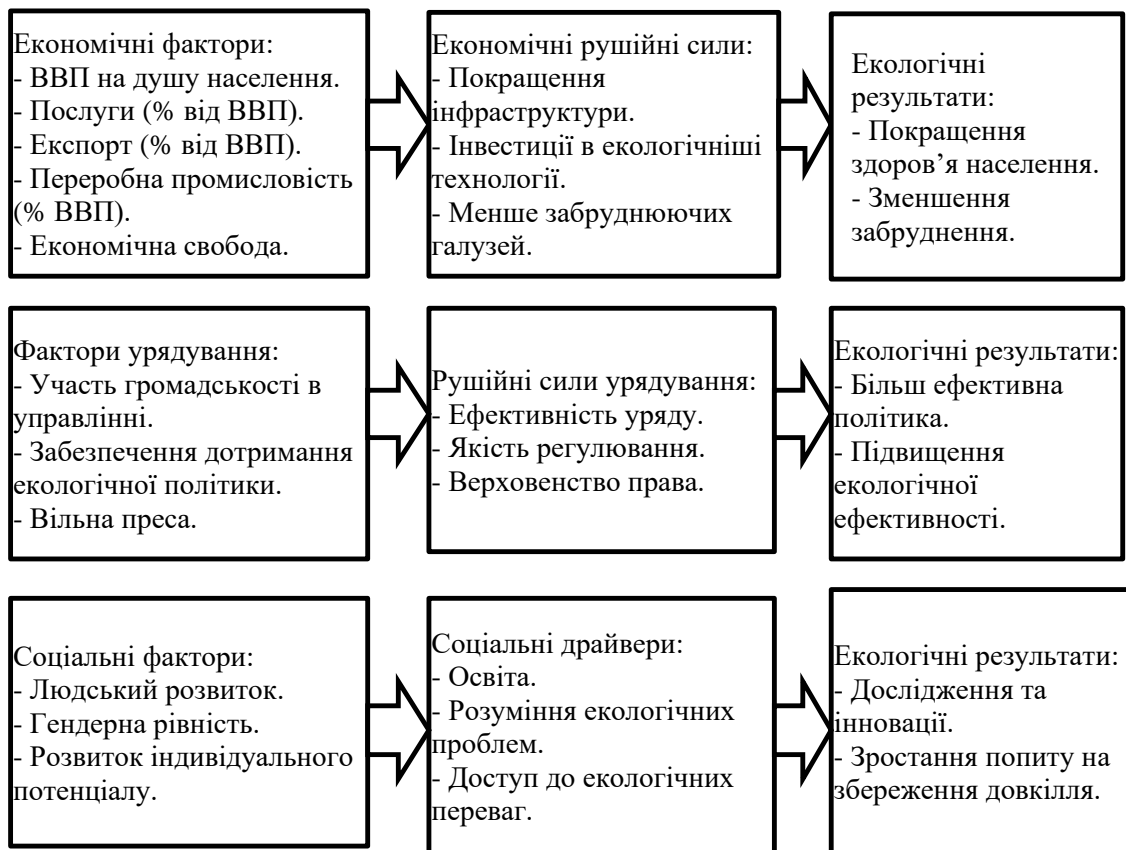 Економічні фактори:
- ВВП на душу населення.
- Послуги (% від ВВП).
- Експорт (% від ВВП).
- Переробна промисловість
(% ВВП).
- Економічна свобода.
Економічні рушійні сили:
- Покращення
інфраструктури.
- Інвестиції в екологічніші
технології.
- Менше забруднюючих
галузей.
Екологічні
результати:
- Покращення
здоров’я населення.
- Зменшення
забруднення.
Фактори урядування:
- Участь громадськості в
управлінні.
- Забезпечення дотримання
екологічної політики.
- Вільна преса.
Рушійні сили урядування:
- Ефективність уряду.
- Якість регулювання.
- Верховенство права.
Екологічні результати:
- Більш ефективна
політика.
- Підвищення
екологічної
ефективності.
Соціальні фактори:
- Людський розвиток.
- Гендерна рівність.
- Розвиток індивідуального
потенціалу.
Соціальні драйвери:
- Освіта.
- Розуміння екологічних
проблем.
- Доступ до екологічних
переваг.
Екологічні результати:
- Дослідження та
інновації.
- Зростання попиту на
збереження довкілля.